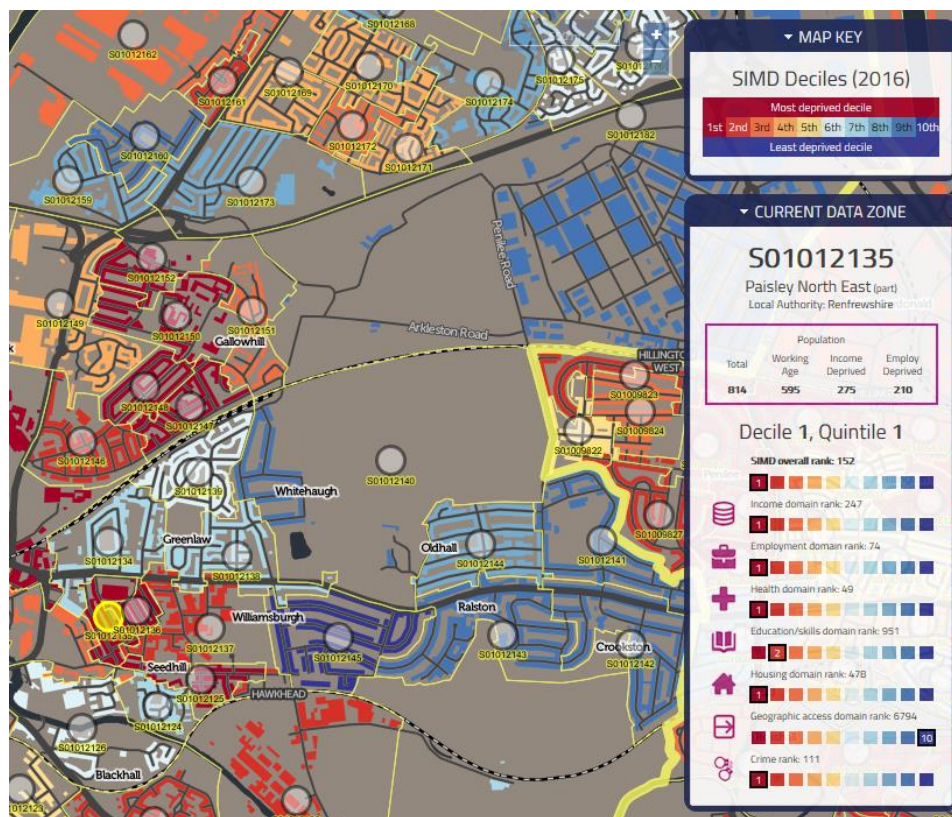 S01012168
S01012162
S01012175
S01012169
S01012170
S01012174
S01012161
S01012182
S01012172
S01012160
S01012171
S01012159
S01012173
Penilee Road
S01012152
S01012149
S01012150
S01012151
Gallowhill
Arkleston Road
HILLINGTO
WEST
S01012148
S01009823
S01012147
S01009824
S01009822
S01012146
S01012140
S01012139
Whitehaugh
S01009827
Greenlaw
Oldhall
S01012134
S01012133
S01012144
S01012141
Ralston
Williamsburgh
S01012135
S01012136
S01012137
Crookston
S01012145
S01012143
Seedhill
S01012142
S01012125
HAWKHEAD
S01012124
S01012126
Blackhall
S01012123
+
MAP KEY
SIMD Deciles (2016)
Most deprived decile
1st 2nd 3rd 4th 5th 6th 7th 8th 9th 10th
Least deprived decile
CURRENT DATA ZONE
S01012135
Paisley North East (part)
Local Authority: Renfrewshire
Population
Total Working Age Income Deprived Employ Deprived
814 595 275 210
Decile 1, Quintile 1
SIMD overall rank: 152
1
Income domain rank: 247
1
Employment domain rank: 74
1
Health domain rank: 49
1
Education/skills domain rank: 951
2
Housing domain rank: 478
1
Geographic access domain rank: 6794
10
Crime rank: 111
1